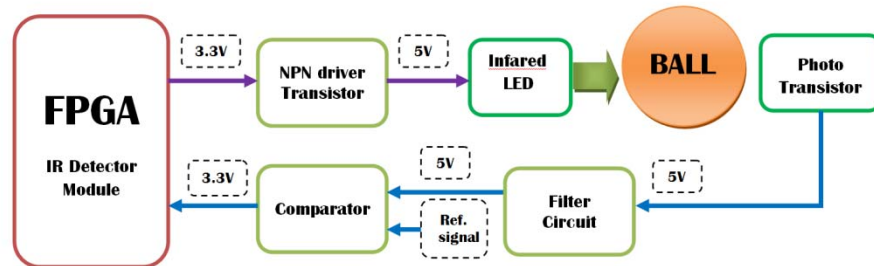 3.3V
5V
NPN driver
Transistor
Infared
LED
BALL
Photo
Transistor
FPGA
IR Detector
Module
3.3V
Comparator
5V
Ref.
signal
Filter
Circuit
5V